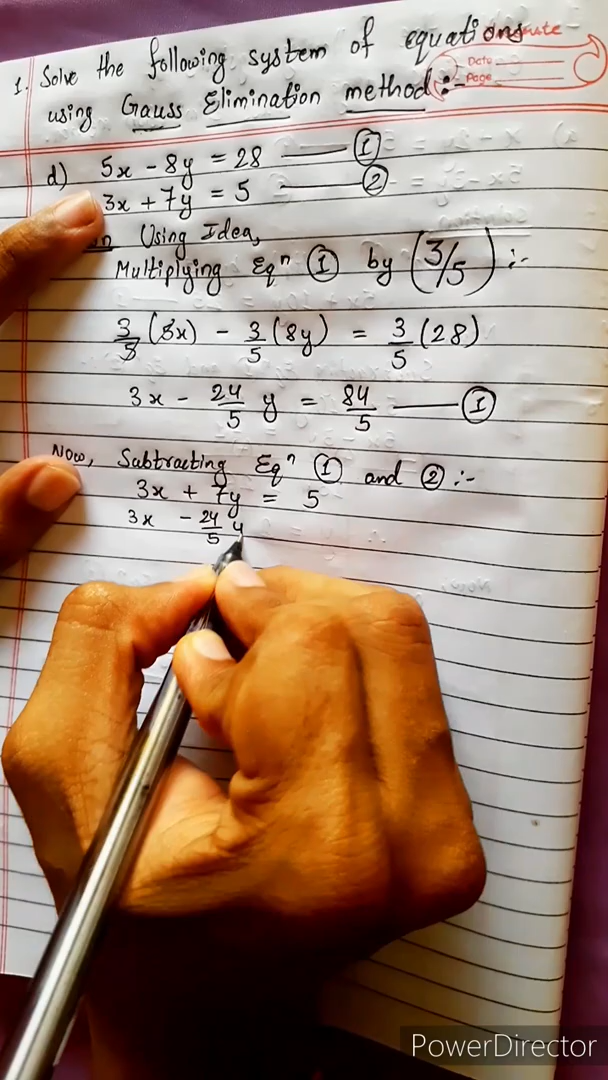 1. Solve the following system of equations
using Gauss Elimination method :-
Date
Page
d) 5x - 8y = 28 —— ①
3x + 7y = 5 —— ②
Using Idea,
Multiplying Eqⁿ ① by (3/5) :-
3/5 (5x) - 3/5 (8y) = 3/5 (28)
3x - 24/5 y = 84/5 —— ①
Now, Subtracting Eqⁿ ① and ② :-
3x + 7y = 5
3x - 24/5 y
PowerDirector